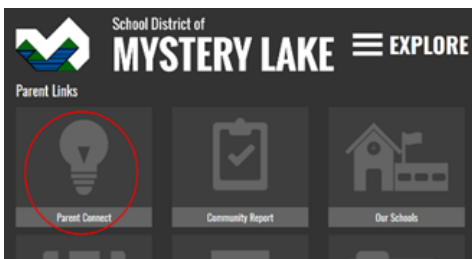 School District of
MYSTERY LAKE
EXPLORE
Parent Links
Parent Connect
Community Report
Our Schools